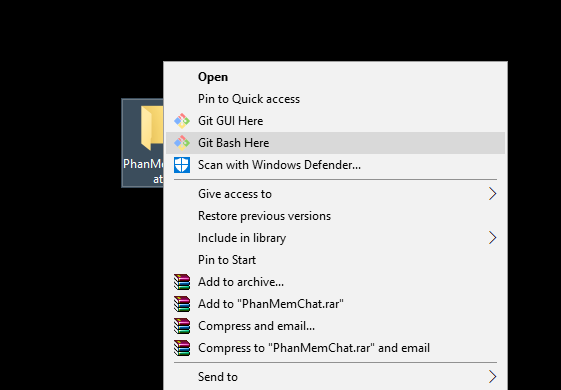 PhanMem
at
Open
Pin to Quick access
Git GUI Here
Git Bash Here
Scan with Windows Defender...
Give access to
Restore previous versions
Include in library
Pin to Start
Add to archive...
Add to "PhanMemChat.rar"
Compress and email...
Compress to "PhanMemChat.rar" and email
Send to